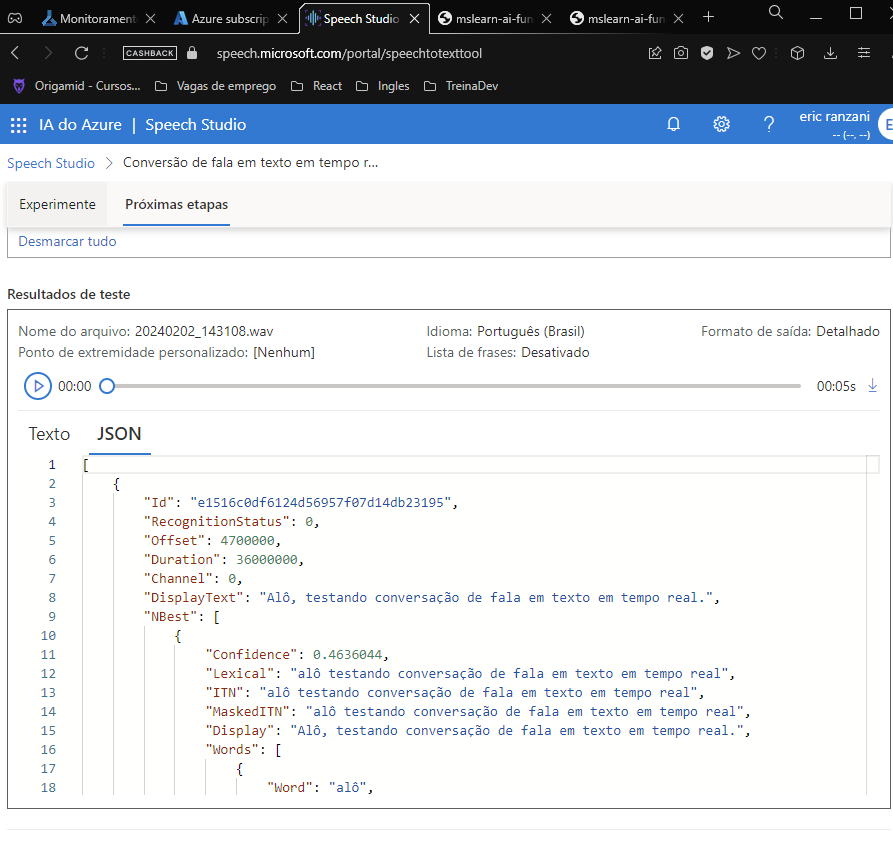 Monitorament
Azure subscrip
Speech Studio
mslearn-ai-fun
mslearn-ai-fun
CASHBACK
speech.microsoft.com/portal/speechtotexttool
Origamid - Cursos...
Vagas de emprego
React
Ingles
TreinaDev
IA do Azure | Speech Studio
eric ranzani
-- (--, --)
E
Speech Studio > Conversão de fala em texto em tempo r...
Experimente
Próximas etapas
Desmarcar tudo
Resultados de teste
Nome do arquivo: 20240202_143108.wav
Idioma: Português (Brasil)
Formato de saída: Detalhado
Ponto de extremidade personalizado: [Nenhum]
Lista de frases: Desativado
00:00
00:05s
Texto
JSON
1 [
2 {
3 "Id": "e1516c0df6124d56957f07d14db23195",
4 "RecognitionStatus": 0,
5 "Offset": 4700000,
6 "Duration": 36000000,
7 "Channel": 0,
8 "DisplayText": "Alô, testando conversação de fala em texto em tempo real.",
9 "NBest": [
10 {
11 "Confidence": 0.4636044,
12 "Lexical": "alô testando conversação de fala em texto em tempo real",
13 "ITN": "alô testando conversação de fala em texto em tempo real",
14 "MaskedITN": "alô testando conversação de fala em texto em tempo real",
15 "Display": "Alô, testando conversação de fala em texto em tempo real.",
16 "Words": [
17 {
18 "Word": "alô",